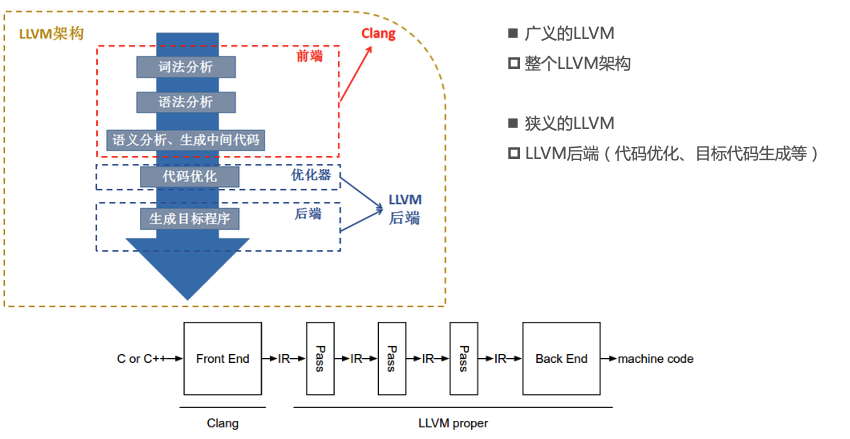 LLVM架构
Clang
前端
词法分析
语法分析
语义分析、生成中间代码
代码优化
优化器
生成目标程序
后端
LLVM
后端
■ 广义的LLVM
□ 整个LLVM架构
■ 狭义的LLVM
□ LLVM后端（代码优化、目标代码生成等）
C or C++
Front End
IR
Pass
IR
Pass
IR
Pass
IR
Back End
machine code
Clang
LLVM proper